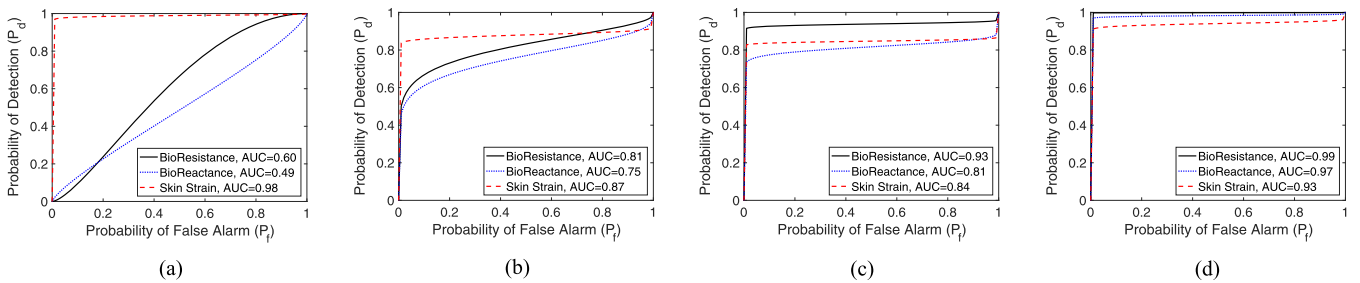 Probability of Detection (P_d)
1
0.8
0.6
0.4
0.2
0
BioResistance, AUC=0.60
BioReactance, AUC=0.49
Skin Strain, AUC=0.98
0 0.2 0.4 0.6 0.8 1
Probability of False Alarm (P_f)
(a)
Probability of Detection (P_d)
1
0.8
0.6
0.4
0.2
0
BioResistance, AUC=0.81
BioReactance, AUC=0.75
Skin Strain, AUC=0.87
0 0.2 0.4 0.6 0.8 1
Probability of False Alarm (P_f)
(b)
Probability of Detection (P_d)
1
0.8
0.6
0.4
0.2
0
BioResistance, AUC=0.93
BioReactance, AUC=0.81
Skin Strain, AUC=0.84
0 0.2 0.4 0.6 0.8 1
Probability of False Alarm (P_f)
(c)
Probability of Detection (P_d)
1
0.8
0.6
0.4
0.2
0
BioResistance, AUC=0.99
BioReactance, AUC=0.97
Skin Strain, AUC=0.93
0 0.2 0.4 0.6 0.8 1
Probability of False Alarm (P_f)
(d)